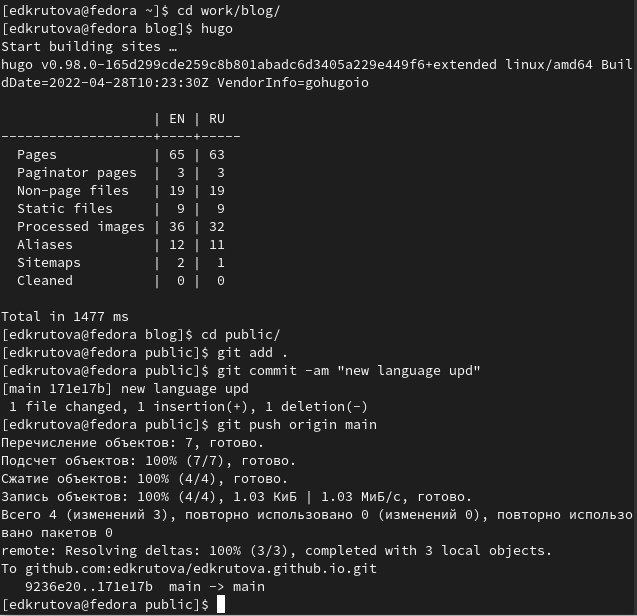 [edkrutova@fedora ~]$ cd work/blog/
[edkrutova@fedora blog]$ hugo
Start building sites …
hugo v0.98.0-165d299cde259c8b801abadc6d3405a229e449f6+extended linux/amd64 Buil
dDate=2022-04-28T10:23:30Z VendorInfo=gohugoio

                   | EN | RU
-------------------+----+-----
  Pages            | 65 | 63
  Paginator pages  |  3 |  3
  Non-page files   | 19 | 19
  Static files     |  9 |  9
  Processed images | 36 | 32
  Aliases          | 12 | 11
  Sitemaps         |  2 |  1
  Cleaned          |  0 |  0

Total in 1477 ms
[edkrutova@fedora blog]$ cd public/
[edkrutova@fedora public]$ git add .
[edkrutova@fedora public]$ git commit -am "new language upd"
[main 171e17b] new language upd
 1 file changed, 1 insertion(+), 1 deletion(-)
[edkrutova@fedora public]$ git push origin main
Перечисление объектов: 7, готово.
Подсчет объектов: 100% (7/7), готово.
Сжатие объектов: 100% (4/4), готово.
Запись объектов: 100% (4/4), 1.03 КиБ | 1.03 МиБ/с, готово.
Всего 4 (изменений 3), повторно использовано 0 (изменений 0), повторно использо
вано пакетов 0
remote: Resolving deltas: 100% (3/3), completed with 3 local objects.
To github.com:edkrutova/edkrutova.github.io.git
   9236e20..171e17b  main -> main
[edkrutova@fedora public]$